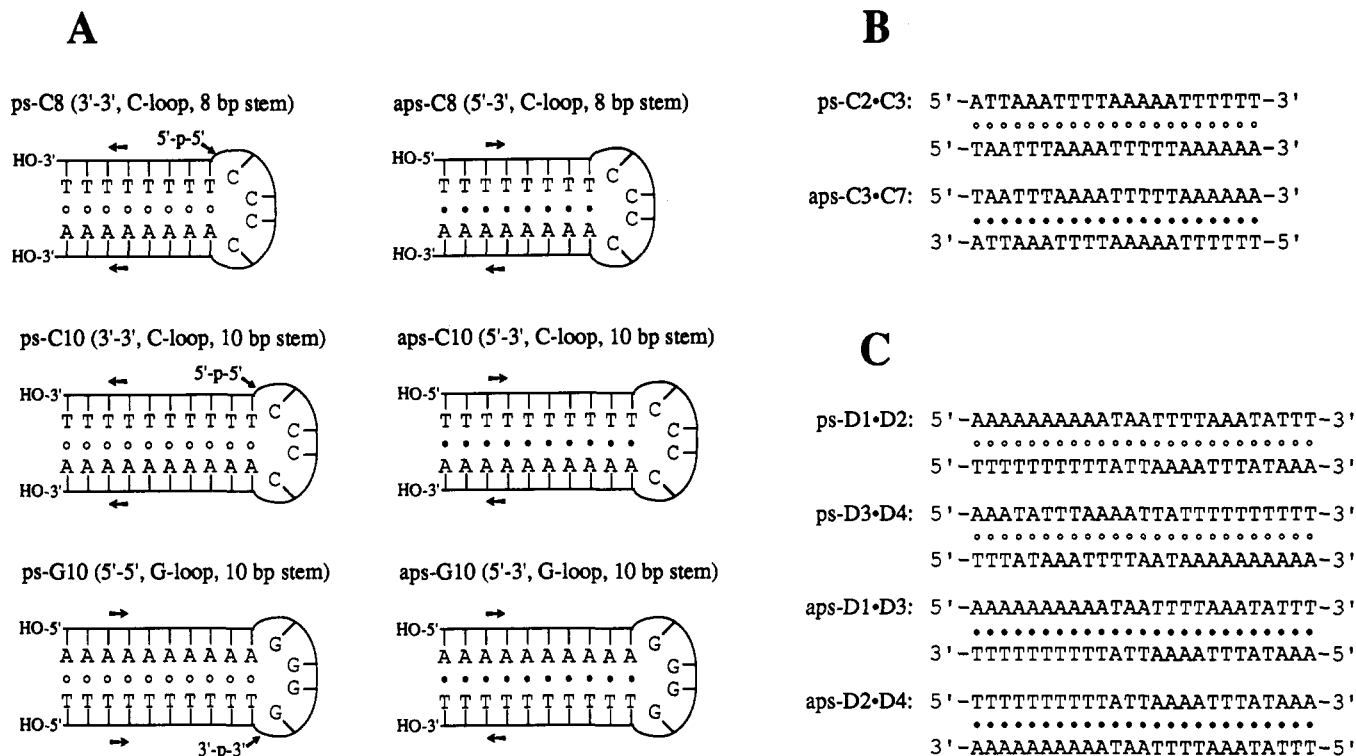 A
ps-C8 (3'-3', C-loop, 8 bp stem)
5'-p-5'
HO-3'
T T T T T T T T
A A A A A A A A
HO-3'
C C C C
aps-C8 (5'-3', C-loop, 8 bp stem)
HO-5'
T T T T T T T T
A A A A A A A A
HO-3'
C C C C
ps-C10 (3'-3', C-loop, 10 bp stem)
5'-p-5'
HO-3'
T T T T T T T T T T
A A A A A A A A A A
HO-3'
C C C C
aps-C10 (5'-3', C-loop, 10 bp stem)
HO-5'
T T T T T T T T T T
A A A A A A A A A A
HO-3'
C C C C
ps-G10 (5'-5', G-loop, 10 bp stem)
HO-5'
A A A A A A A A A A
T T T T T T T T T T
HO-5'
G G G G
3'-p-3'
aps-G10 (5'-3', G-loop, 10 bp stem)
HO-5'
A A A A A A A A A A
T T T T T T T T T T
HO-3'
G G G G
B
ps-C2•C3: 5'-ATTAAATTTTAAAAATTTTTT-3'
5'-TAATTTAAAATTTTTAAAAAA-3'
aps-C3•C7: 5'-TAATTTAAAATTTTTAAAAAA-3'
3'-ATTAAATTTTAAAAATTTTTT-5'
C
ps-D1•D2: 5'-AAAAAAAAAATAATTTTAAATATTT-3'
5'-TTTTTTTTTTATTAAAATTTATAAA-3'
ps-D3•D4: 5'-AAATATTTAAAATTATTTTTTTTTT-3'
5'-TTTATAAATTTTAATAAAAAAAAAA-3'
aps-D1•D3: 5'-AAAAAAAAAATAATTTTAAATATTT-3'
3'-TTTTTTTTTTATTAAAATTTATAAA-5'
aps-D2•D4: 5'-TTTTTTTTTTATTAAAATTTATAAA-3'
3'-AAAAAAAAAATAATTTTAAATATTT-5'